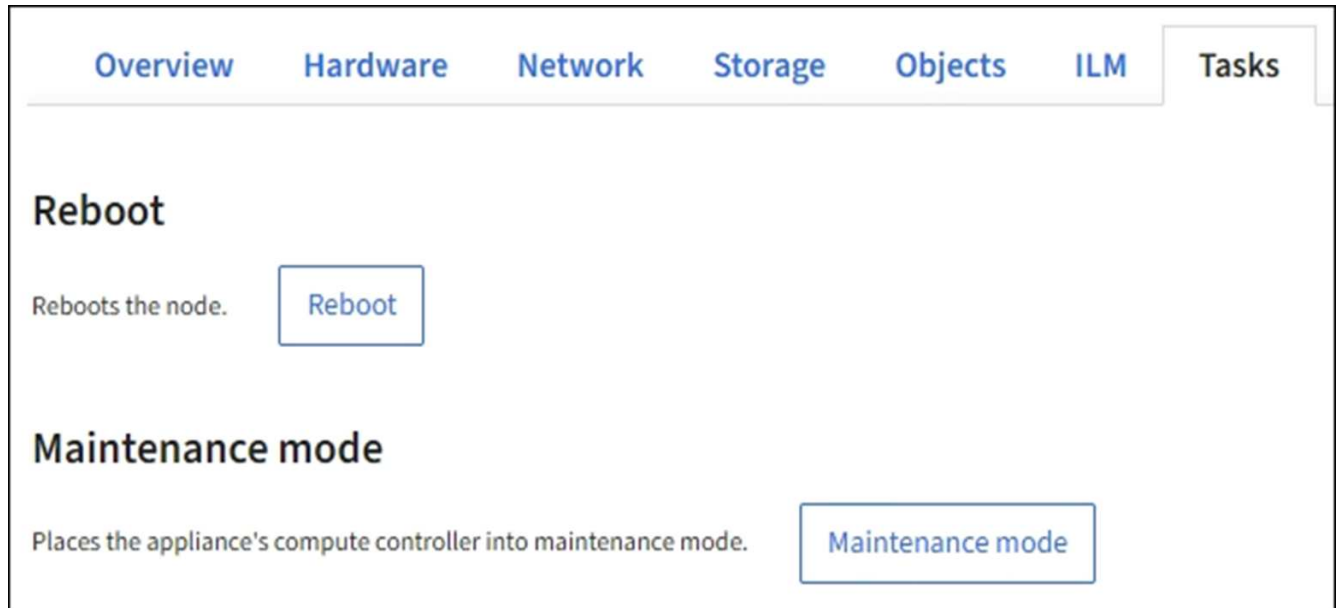 Overview Hardware Network Storage Objects ILM Tasks
Reboot
Reboots the node. Reboot
Maintenance mode
Places the appliance's compute controller into maintenance mode. Maintenance mode